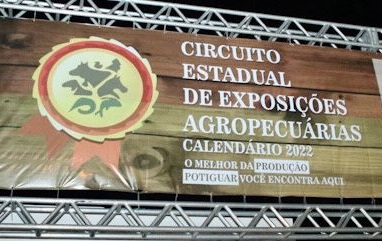 CIRCUITO
ESTADUAL
DE EXPOSIÇÕES
AGROPECUÁRIAS
CALENDÁRIO 2022
O MELHOR DA PRODUÇÃO
POTIGUAR VOCÊ ENCONTRA AQUI